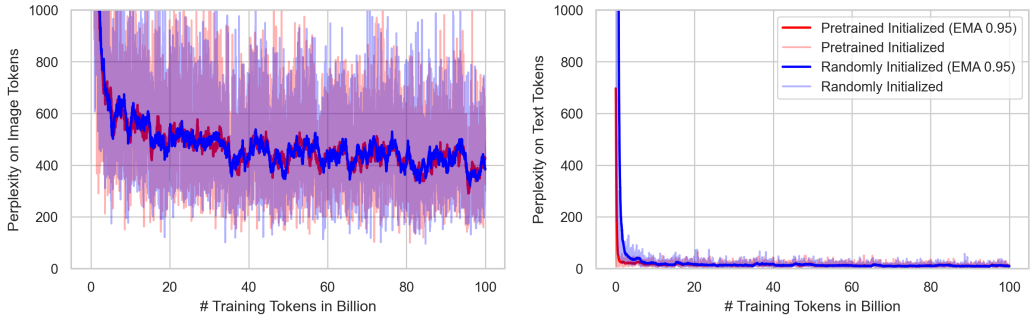 Perplexity on Image Tokens
1000
800
600
400
200
0
0 20 40 60 80 100
# Training Tokens in Billion
Perplexity on Text Tokens
1000
800
600
400
200
0
0 20 40 60 80 100
# Training Tokens in Billion
Pretrained Initialized (EMA 0.95)
Pretrained Initialized
Randomly Initialized (EMA 0.95)
Randomly Initialized